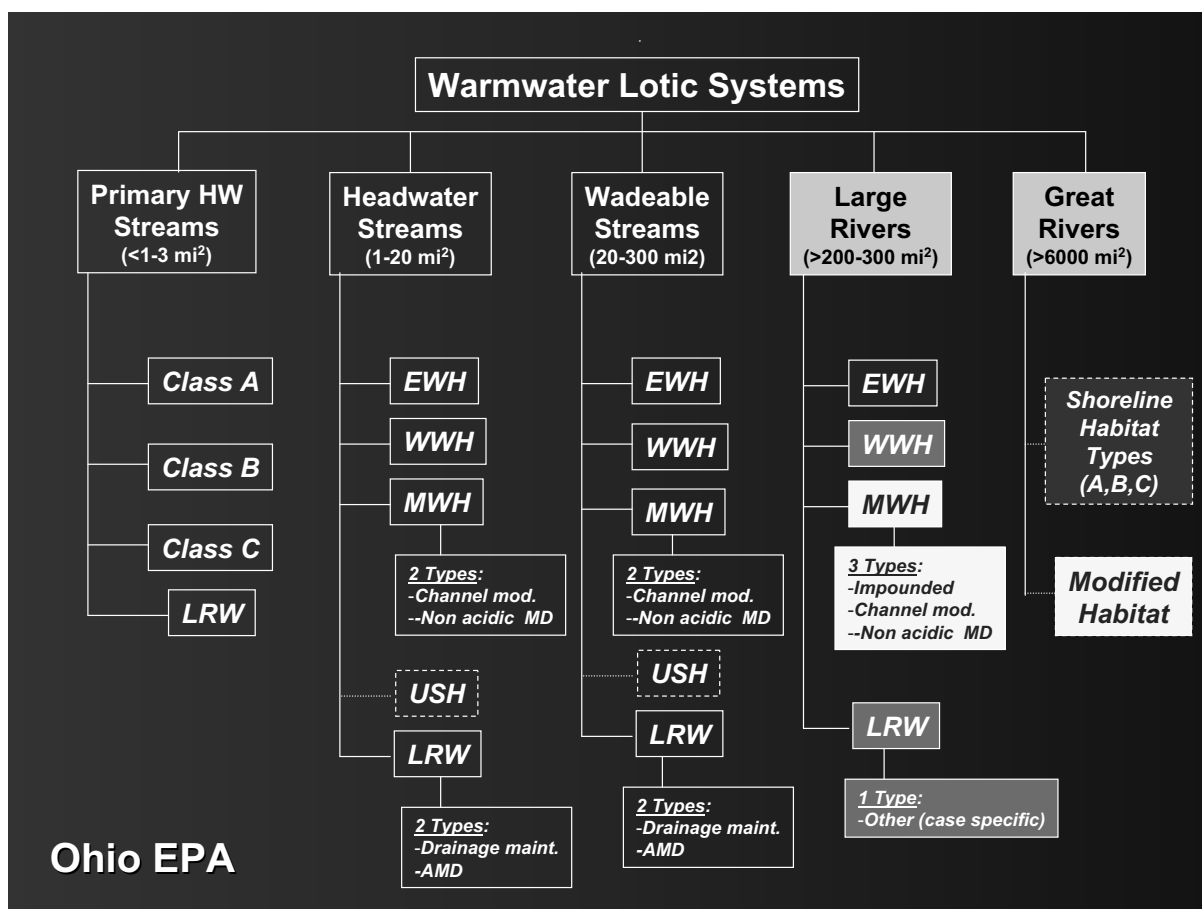 Warmwater Lotic Systems
Primary HW
Streams
(<1-3 mi²)
Class A
Class B
Class C
LRW
Headwater
Streams
(1-20 mi²)
EWH
WWH
MWH
2 Types:
-Channel mod.
--Non acidic MD
USH
LRW
2 Types:
-Drainage maint.
-AMD
Wadeable
Streams
(20-300 mi2)
EWH
WWH
MWH
2 Types:
-Channel mod.
--Non acidic MD
USH
LRW
2 Types:
-Drainage maint.
-AMD
Large
Rivers
(>200-300 mi²)
EWH
WWH
MWH
3 Types:
-Impounded
-Channel mod.
--Non acidic MD
LRW
1 Type:
-Other (case specific)
Great
Rivers
(>6000 mi²)
Shoreline
Habitat
Types
(A,B,C)
Modified
Habitat
Ohio EPA